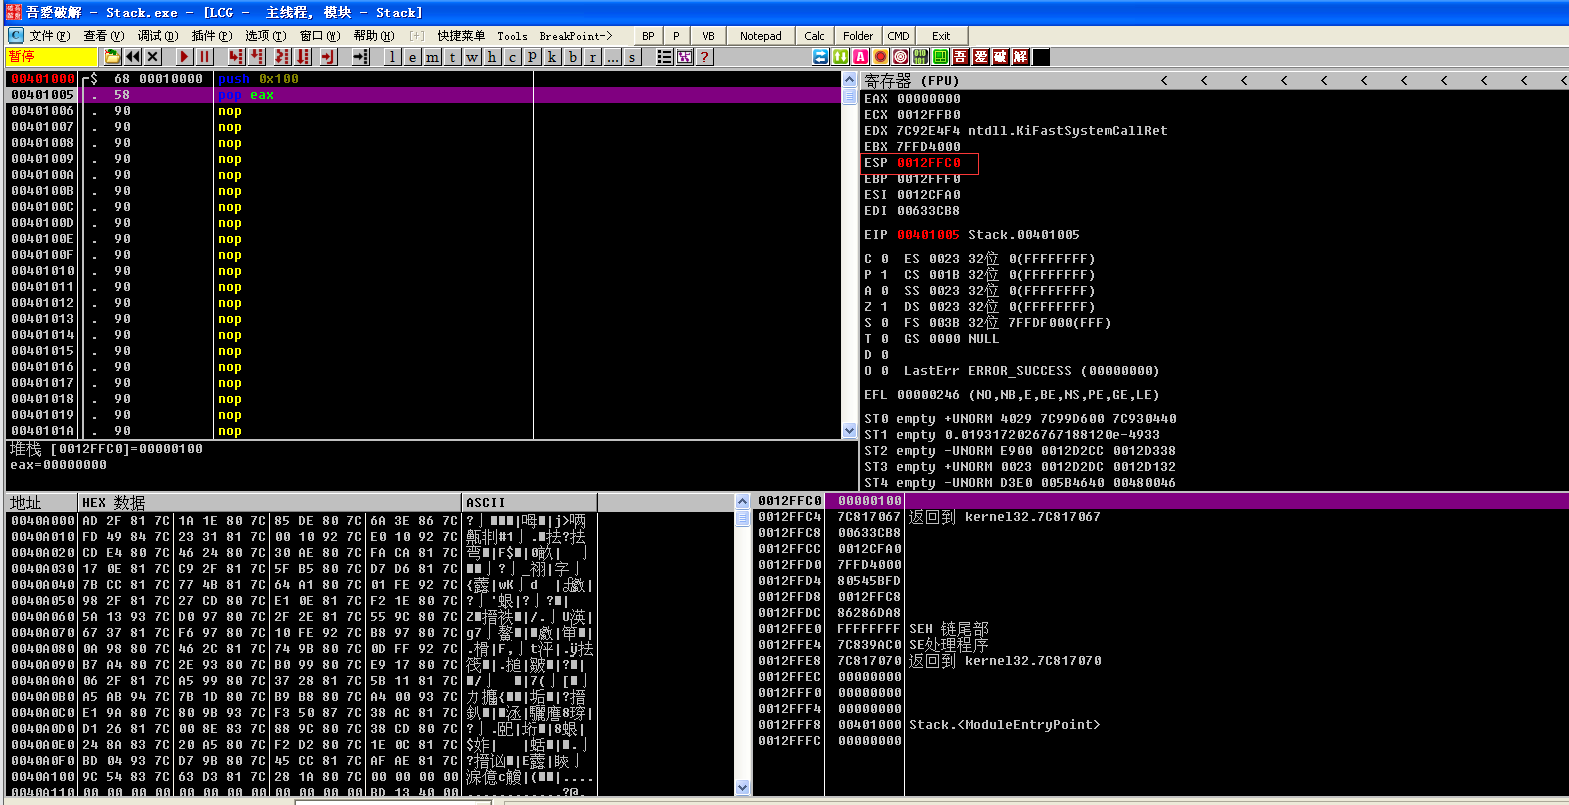 吾爱破解 - Stack.exe - [LCG - 主线程, 模块 - Stack]
文件(F) 查看(V) 调试(D) 插件(P) 选项(T) 窗口(W) 帮助(H) [+] 快捷菜单 Tools BreakPoint-> BP P VB Notepad Calc Folder CMD Exit
暂停 l e m t w h c P k b r ... s ? 吾 爱 破 解
00401000 $ 68 00010000 push 0x100
00401005 . 58 pop eax
00401006 . 90 nop
00401007 . 90 nop
00401008 . 90 nop
00401009 . 90 nop
0040100A . 90 nop
0040100B . 90 nop
0040100C . 90 nop
0040100D . 90 nop
0040100E . 90 nop
0040100F . 90 nop
00401010 . 90 nop
00401011 . 90 nop
00401012 . 90 nop
00401013 . 90 nop
00401014 . 90 nop
00401015 . 90 nop
00401016 . 90 nop
00401017 . 90 nop
00401018 . 90 nop
00401019 . 90 nop
0040101A . 90 nop
堆栈 [0012FFC0]=00000100
eax=00000000
寄存器 (FPU) < < < < < < < < < < <
EAX 00000000
ECX 0012FFB0
EDX 7C92E4F4 ntdll.KiFastSystemCallRet
EBX 7FFD4000
ESP 0012FFC0
EBP 0012FFF0
ESI 0012CFA0
EDI 00633CB8
EIP 00401005 Stack.00401005
C 0 ES 0023 32位 0(FFFFFFFF)
P 1 CS 001B 32位 0(FFFFFFFF)
A 0 SS 0023 32位 0(FFFFFFFF)
Z 1 DS 0023 32位 0(FFFFFFFF)
S 0 FS 003B 32位 7FFDF000(FFF)
T 0 GS 0000 NULL
D 0
O 0 LastErr ERROR_SUCCESS (00000000)
EFL 00000246 (NO,NB,E,BE,NS,PE,GE,LE)
ST0 empty +UNORM 4029 7C99D600 7C930440
ST1 empty 0.0193172026767188120e-4933
ST2 empty -UNORM E900 0012D2CC 0012D338
ST3 empty +UNORM 0023 0012D2DC 0012D132
ST4 empty -UNORM D3E0 005B4640 00480046
地址 HEX 数据 ASCII
0040A000 AD 2F 81 7C 1A 1E 80 7C 85 DE 80 7C 6A 3E 86 7C
0040A010 FD 49 84 7C 23 31 81 7C 00 10 92 7C E0 10 92 7C
0040A020 CD E4 80 7C 46 24 80 7C 30 AE 80 7C FA CA 81 7C
0040A030 17 0E 81 7C C9 2F 81 7C 5F B5 80 7C D7 D6 81 7C
0040A040 7B CC 81 7C 77 4B 81 7C 64 A1 80 7C 01 FE 92 7C
0040A050 98 2F 81 7C 27 CD 80 7C E1 0E 81 7C F2 1E 80 7C
0040A060 5A 13 93 7C D0 97 80 7C 2F 2E 81 7C 55 9C 80 7C
0040A070 67 37 81 7C F6 97 80 7C 10 FE 92 7C B8 97 80 7C
0040A080 0A 98 80 7C 46 2C 81 7C 74 9B 80 7C 0D FF 92 7C
0040A090 B7 A4 80 7C 2E 93 80 7C B0 99 80 7C E9 17 80 7C
0040A0A0 06 2F 81 7C A5 99 80 7C 37 28 81 7C 5B 11 81 7C
0040A0B0 A5 AB 94 7C 7B 1D 80 7C B9 B8 80 7C A4 00 93 7C
0040A0C0 E1 9A 80 7C 80 9B 93 7C F3 50 87 7C 38 AC 81 7C
0040A0D0 D1 26 81 7C 00 8E 83 7C 88 9C 80 7C 38 CD 80 7C
0040A0E0 24 8A 83 7C 20 A5 80 7C F2 D2 80 7C 1E 0C 81 7C
0040A0F0 BD 04 93 7C D7 9B 80 7C 45 CC 81 7C AF AE 81 7C
0040A100 9C 54 83 7C 63 D3 81 7C 28 1A 80 7C 00 00 00 00
0040A110 00 00 00 00 00 00 00 00 00 00 00 00 BD 13 40 00
0012FFC0 00000100
0012FFC4 7C817067 返回到 kernel32.7C817067
0012FFC8 00633CB8
0012FFCC 0012CFA0
0012FFD0 7FFD4000
0012FFD4 80545BFD
0012FFD8 0012FFC8
0012FFDC 86286DA8
0012FFE0 FFFFFFFF SEH 链尾部
0012FFE4 7C839AC0 SE处理程序
0012FFE8 7C817070 返回到 kernel32.7C817070
0012FFEC 00000000
0012FFF0 00000000
0012FFF4 00000000
0012FFF8 00401000 Stack.<ModuleEntryPoint>
0012FFFC 00000000